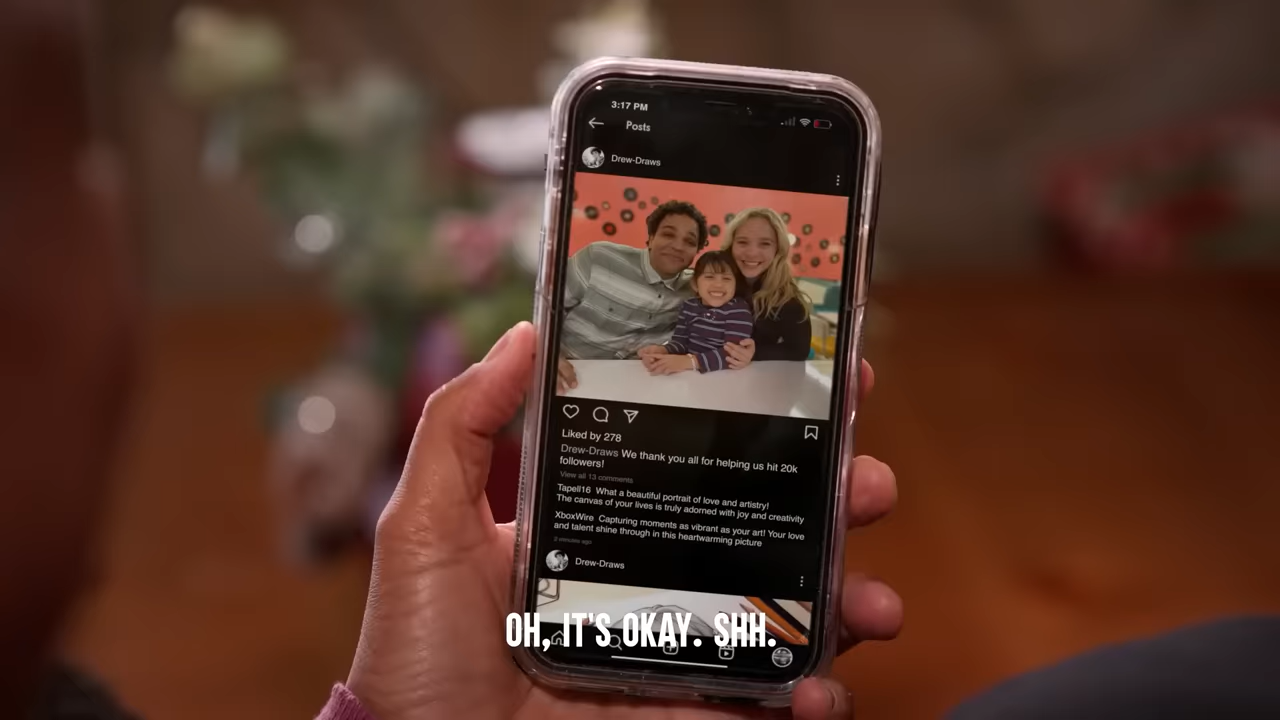 3:17 PM
Posts
Drew-Draws
Liked by 278
Drew-Draws We thank you all for helping us hit 20k
followers!
View all 13 comments
Tapell16 What a beautiful portrait of love and artistry!
The canvas of your lives is truly adorned with joy and creativity
XboxWire Capturing moments as vibrant as your art! Your love
and talent shine through in this heartwarming picture
2 minutes ago
Drew-Draws
OH, IT'S OKAY. SHH.